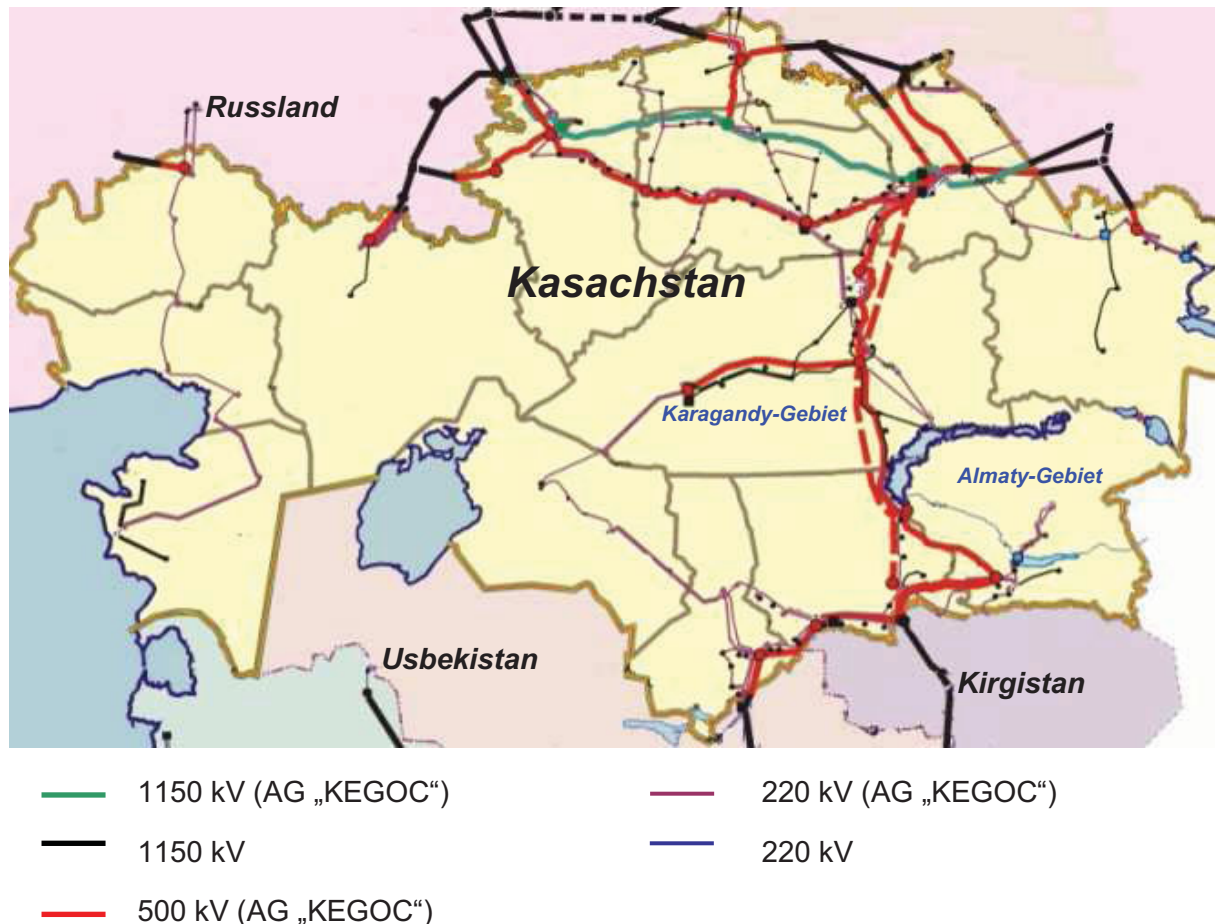 Russland
Kasachstan
Karagandy-Gebiet
Almaty-Gebiet
Usbekistan
Kirgistan
1150 kV (AG „KEGOC“)
1150 kV
500 kV (AG „KEGOC“)
220 kV (AG „KEGOC“)
220 kV